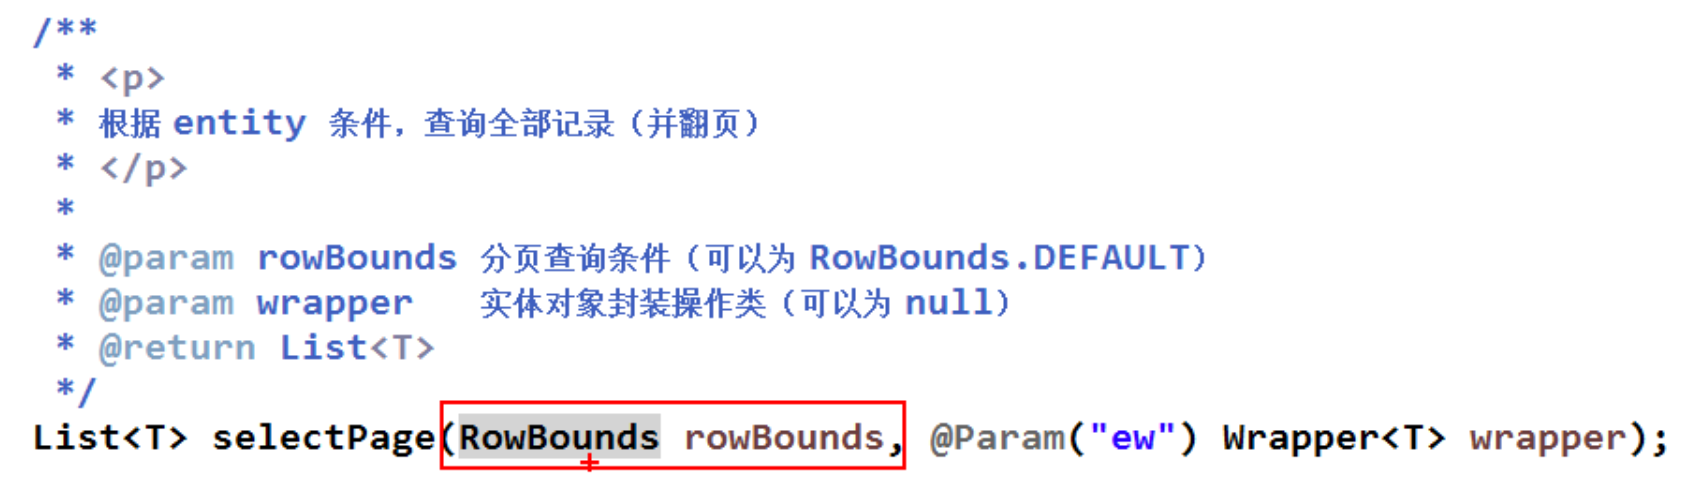 /**
 * <p>
 * 根据 entity 条件，查询全部记录（并翻页）
 * </p>
 *
 * @param rowBounds 分页查询条件（可以为 RowBounds.DEFAULT）
 * @param wrapper   实体对象封装操作类（可以为 null）
 * @return List<T>
 */
List<T> selectPage(RowBounds rowBounds, @Param("ew") Wrapper<T> wrapper);